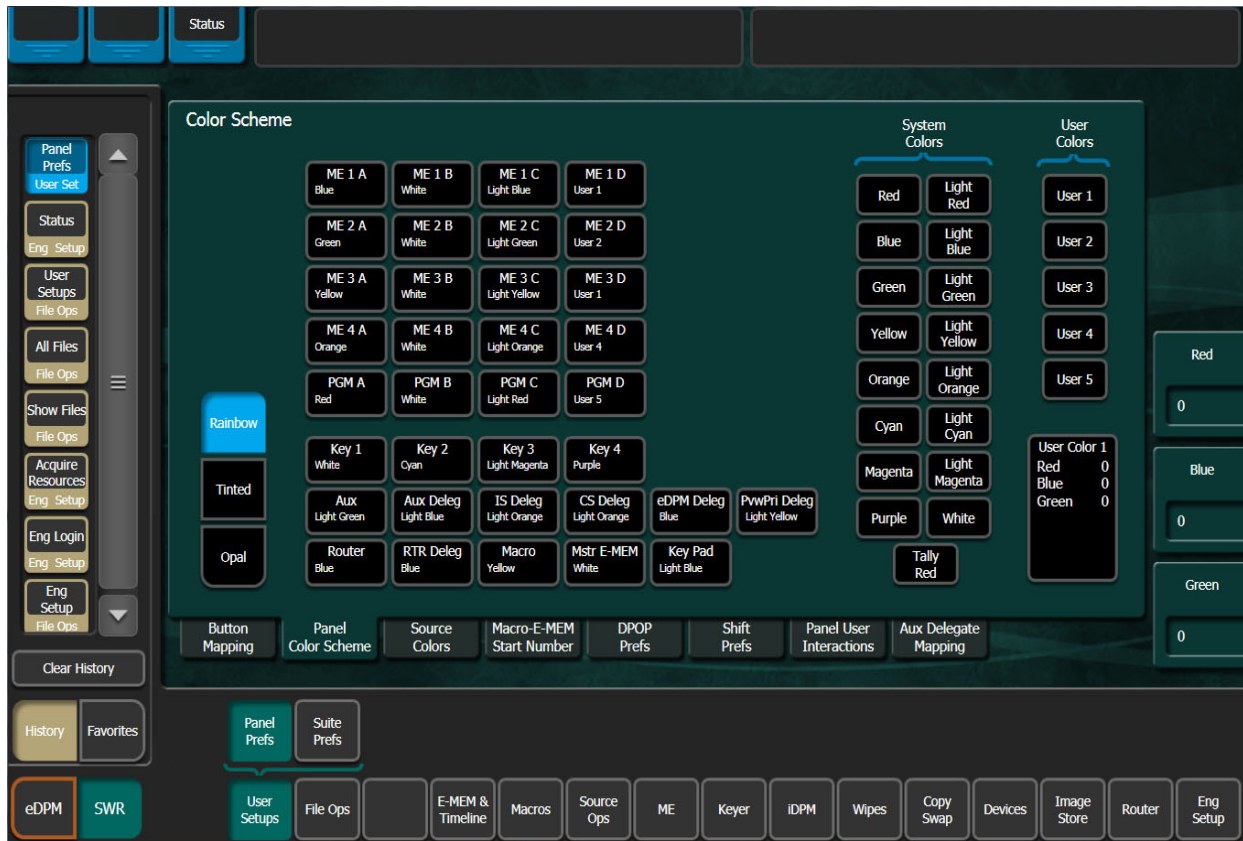 Status
Color Scheme
System
Colors
User
Colors
Panel
Prefs
User Set
Status
Eng Setup
User
Setups
File Ops
All Files
File Ops
Show Files
File Ops
Acquire
Resources
Eng Setup
Eng Login
Eng Setup
Eng
Setup
File Ops
Clear History
History
Favorites
eDPM
SWR
ME 1 A
Blue
ME 1 B
White
ME 1 C
Light Blue
ME 1 D
User 1
ME 2 A
Green
ME 2 B
White
ME 2 C
Light Green
ME 2 D
User 2
ME 3 A
Yellow
ME 3 B
White
ME 3 C
Light Yellow
ME 3 D
User 1
ME 4 A
Orange
ME 4 B
White
ME 4 C
Light Orange
ME 4 D
User 4
PGM A
Red
PGM B
White
PGM C
Light Red
PGM D
User 5
Rainbow
Tinted
Opal
Key 1
White
Key 2
Cyan
Key 3
Light Magenta
Key 4
Purple
Aux
Light Green
Aux Deleg
Light Blue
IS Deleg
Light Orange
CS Deleg
Light Orange
eDPM Deleg
Blue
PvwPri Deleg
Light Yellow
Router
Blue
RTR Deleg
Blue
Macro
Yellow
Mstr E-MEM
White
Key Pad
Light Blue
Red
Light
Red
Blue
Light
Blue
Green
Light
Green
Yellow
Light
Yellow
Orange
Light
Orange
Cyan
Light
Cyan
Magenta
Light
Magenta
Purple
White
Tally
Red
User 1
User 2
User 3
User 4
User 5
User Color 1
Red 0
Blue 0
Green 0
Red
0
Blue
0
Green
0
Button
Mapping
Panel
Color Scheme
Source
Colors
Macro-E-MEM
Start Number
DPOP
Prefs
Shift
Prefs
Panel User
Interactions
Aux Delegate
Mapping
Panel
Prefs
Suite
Prefs
User
Setups
File Ops
E-MEM &
Timeline
Macros
Source
Ops
ME
Keyer
iDPM
Wipes
Copy
Swap
Devices
Image
Store
Router
Eng
Setup